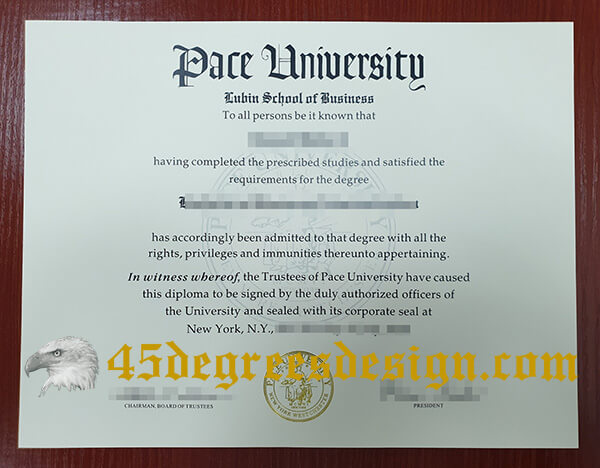 Pace University
Lubin School of Business
To all persons be it known that
having completed the prescribed studies and satisfied the
requirements for the degree
has accordingly been admitted to that degree with all the
rights, privileges and immunities thereunto appertaining.
In witness whereof, the Trustees of Pace University have caused
this diploma to be signed by the duly authorized officers of
the University and sealed with its corporate seal at
New York, N.Y.,
45degreesdesign.com
CHAIRMAN, BOARD OF TRUSTEES
PRESIDENT